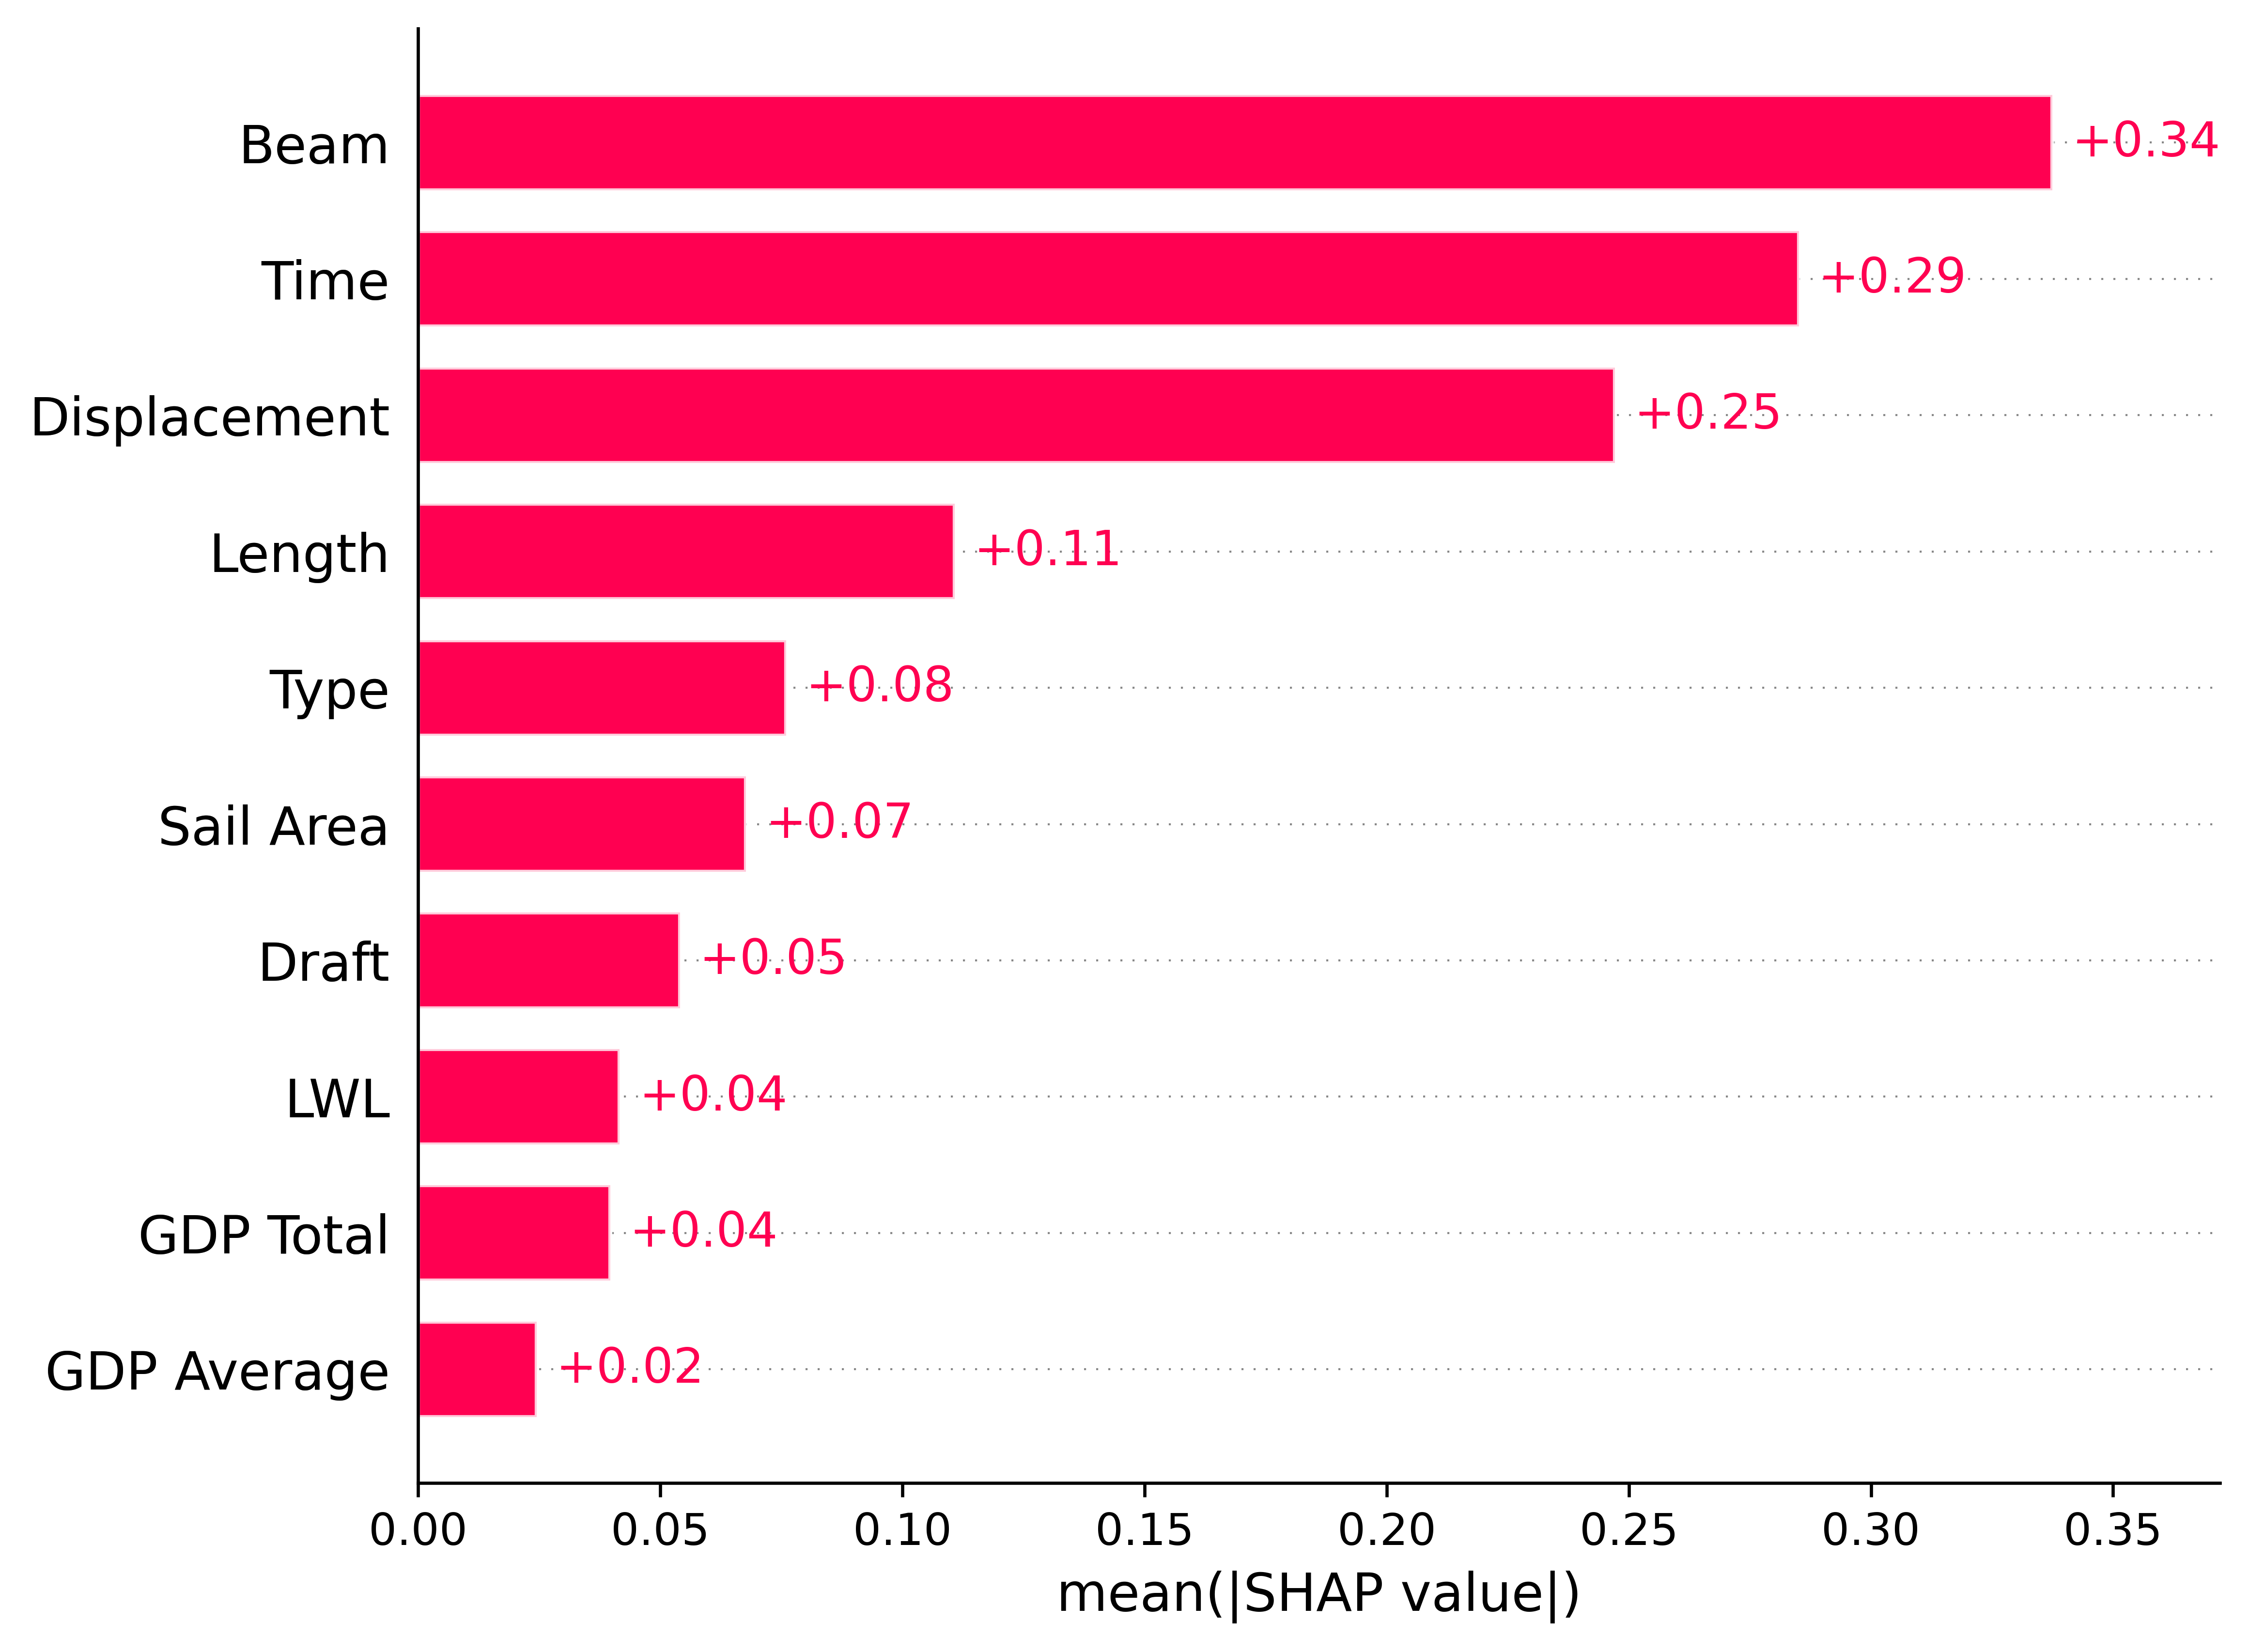 Beam +0.34
Time +0.29
Displacement +0.25
Length +0.11
Type +0.08
Sail Area +0.07
Draft +0.05
LWL +0.04
GDP Total +0.04
GDP Average +0.02
0.00 0.05 0.10 0.15 0.20 0.25 0.30 0.35
mean(|SHAP value|)